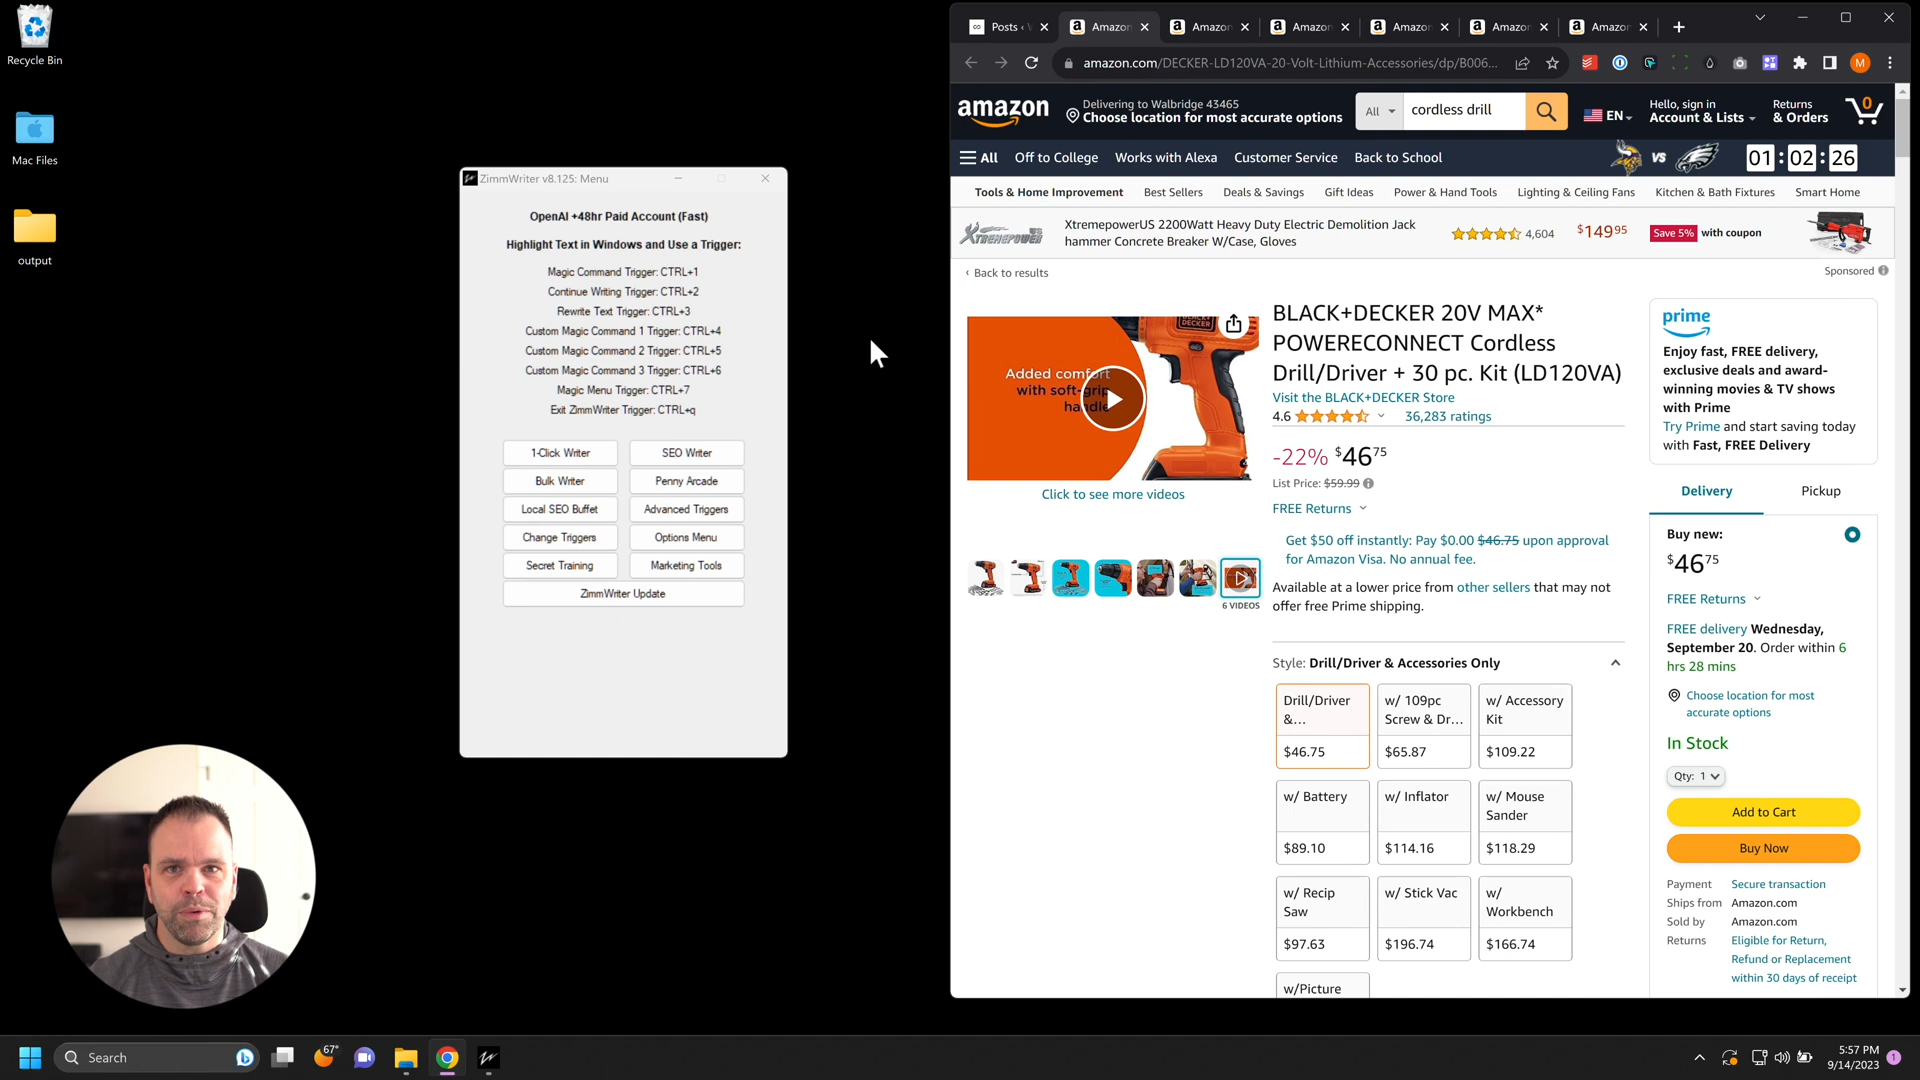 Recycle Bin
Mac Files
output
ZimmWriter v8.125: Menu
OpenAI +48hr Paid Account (Fast)
Highlight Text in Windows and Use a Trigger:
Magic Command Trigger: CTRL+1
Continue Writing Trigger: CTRL+2
Rewrite Text Trigger: CTRL+3
Custom Magic Command 1 Trigger: CTRL+4
Custom Magic Command 2 Trigger: CTRL+5
Custom Magic Command 3 Trigger: CTRL+6
Magic Menu Trigger: CTRL+7
Exit ZimmWriter Trigger: CTRL+q
1-Click Writer SEO Writer
Bulk Writer Penny Arcade
Local SEO Buffet Advanced Triggers
Change Triggers Options Menu
Secret Training Marketing Tools
ZimmWriter Update
Posts Amazon Amazon Amazon Amazon Amazon Amazon
amazon.com/DECKER-LD120VA-20-Volt-Lithium-Accessories/dp/B006... M
amazon Delivering to Walbridge 43465
Choose location for most accurate options
All cordless drill EN
Hello, sign in
Account & Lists
Returns
& Orders
0
All Off to College Works with Alexa Customer Service Back to School VS 01:02:26
Tools & Home Improvement Best Sellers Deals & Savings Gift Ideas Power & Hand Tools Lighting & Ceiling Fans Kitchen & Bath Fixtures Smart Home
XTREMEPOWER US
XtremepowerUS 2200Watt Heavy Duty Electric Demolition Jack
hammer Concrete Breaker W/Case, Gloves
4,604 $149.95 Save 5% with coupon
‹ Back to results
Sponsored
BLACK+DECKER
Added comfort
with soft-grip
handle
Click to see more videos
6 VIDEOS
BLACK+DECKER 20V MAX*
POWERECONNECT Cordless
Drill/Driver + 30 pc. Kit (LD120VA)
Visit the BLACK+DECKER Store
4.6 36,283 ratings
-22% $46 75
List Price: $59.99
FREE Returns
Get $50 off instantly: Pay $0.00 $46.75 upon approval
for Amazon Visa. No annual fee.
Available at a lower price from other sellers that may not
offer free Prime shipping.
Style: Drill/Driver & Accessories Only
Drill/Driver
&...
$46.75
w/ 109pc
Screw & Dr...
$65.87
w/ Accessory
Kit
$109.22
w/ Battery
$89.10
w/ Inflator
$114.16
w/ Mouse
Sander
$118.29
w/ Recip
Saw
$97.63
w/ Stick Vac
$196.74
w/
Workbench
$166.74
w/Picture
prime
Enjoy fast, FREE delivery,
exclusive deals and award-
winning movies & TV shows
with Prime
Try Prime and start saving today
with Fast, FREE Delivery
Delivery Pickup
Buy new:
$46 75
FREE Returns
FREE delivery Wednesday,
September 20. Order within 6
hrs 28 mins
Choose location for most
accurate options
In Stock
Qty: 1
Add to Cart
Buy Now
Payment Secure transaction
Ships from Amazon.com
Sold by Amazon.com
Returns Eligible for Return,
Refund or Replacement
within 30 days of receipt
Search 67° 5:57 PM
9/14/2023 1